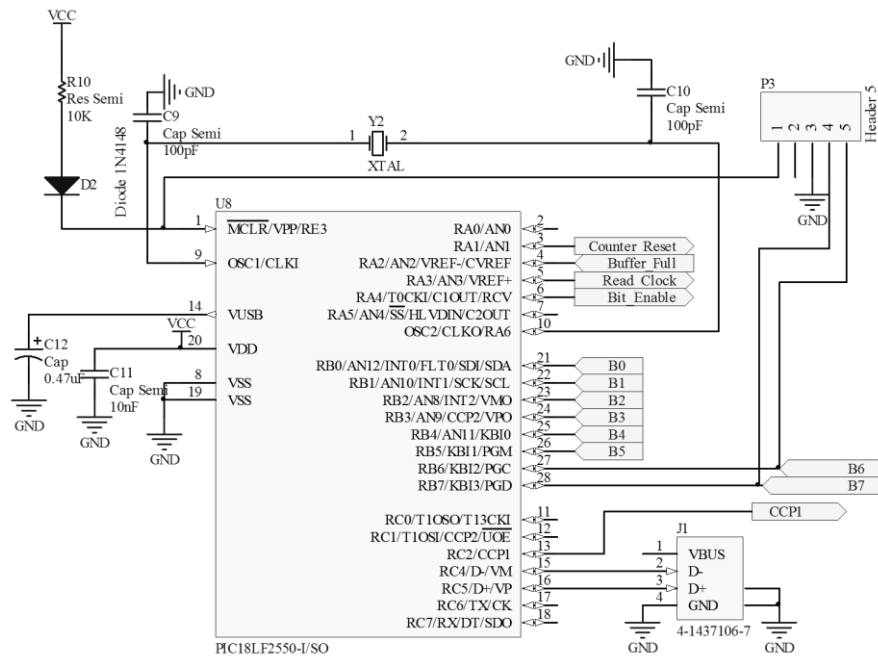 VCC
R10
Res Semi
10K
GND
C9
Cap Semi
100pF
Diode 1N4148
D2
Y2
1 2
XTAL
GND
C10
Cap Semi
100pF
P3
Header 5
1 2 3 4 5
GND
U8
1 MCLR/VPP/RE3
9 OSC1/CLKI
14 VUSB
VCC
20 VDD
8 VSS
19 VSS
C12
Cap
0.47uF
GND
C11
Cap Semi
10nF
GND
GND
RA0/AN0 2
RA1/AN1 3 Counter_Reset
RA2/AN2/VREF-/CVREF 4 Buffer_Full
RA3/AN3/VREF+ 5 Read_Clock
RA4/T0CKI/C1OUT/RCV 6 Bit_Enable
RA5/AN4/SS/HLVDIN/C2OUT 7
OSC2/CLKO/RA6 10
RB0/AN12/INT0/FLT0/SDI/SDA 21 B0
RB1/AN10/INT1/SCK/SCL 22 B1
RB2/AN8/INT2/VMO 23 B2
RB3/AN9/CCP2/VPO 24 B3
RB4/AN11/KBI0 25 B4
RB5/KBI1/PGM 26 B5
RB6/KBI2/PGC 27 B6
RB7/KBI3/PGD 28 B7
RC0/T1OSO/T13CKI 11
RC1/T1OSI/CCP2/UOE 12
RC2/CCP1 13 CCP1
RC4/D-/VM 15
RC5/D+/VP 16
RC6/TX/CK 17
RC7/RX/DT/SDO 18
PIC18LF2550-I/SO
J1
1 VBUS
2 D-
3 D+
4 GND
4-1437106-7
GND
GND